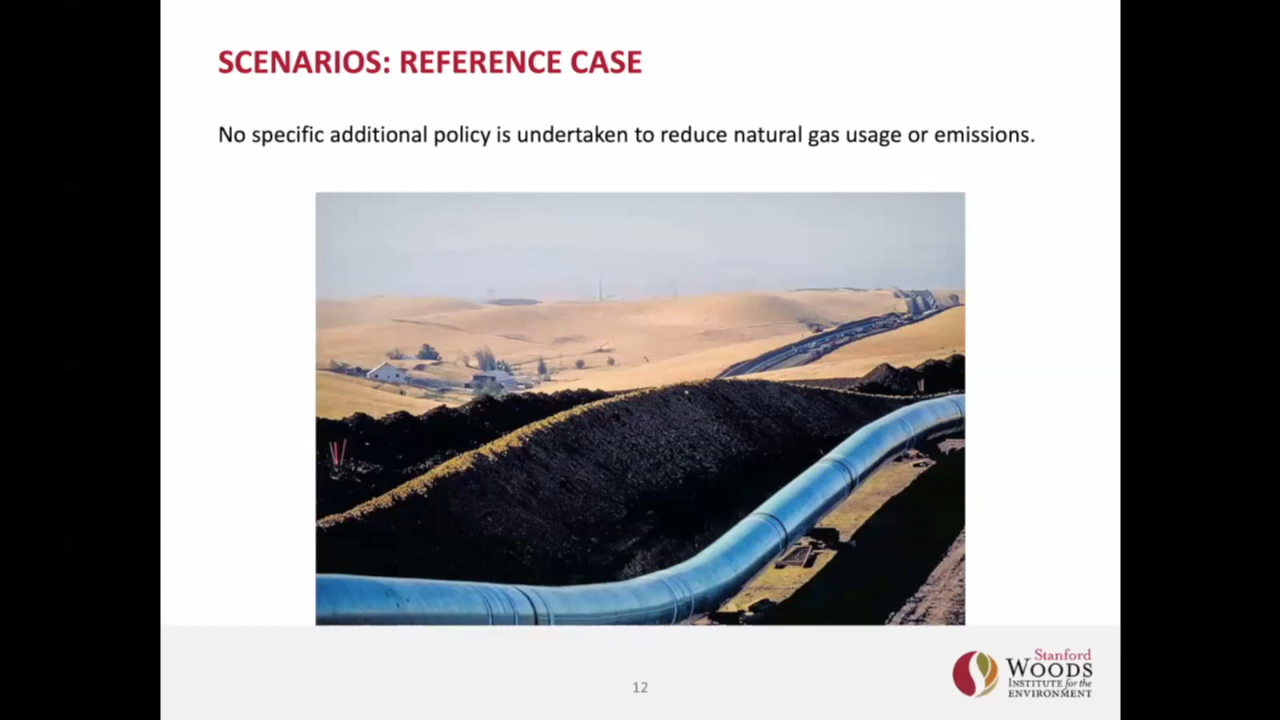 SCENARIOS: REFERENCE CASE
No specific additional policy is undertaken to reduce natural gas usage or emissions.
12
Stanford
WOODS
INSTITUTE for the
ENVIRONMENT